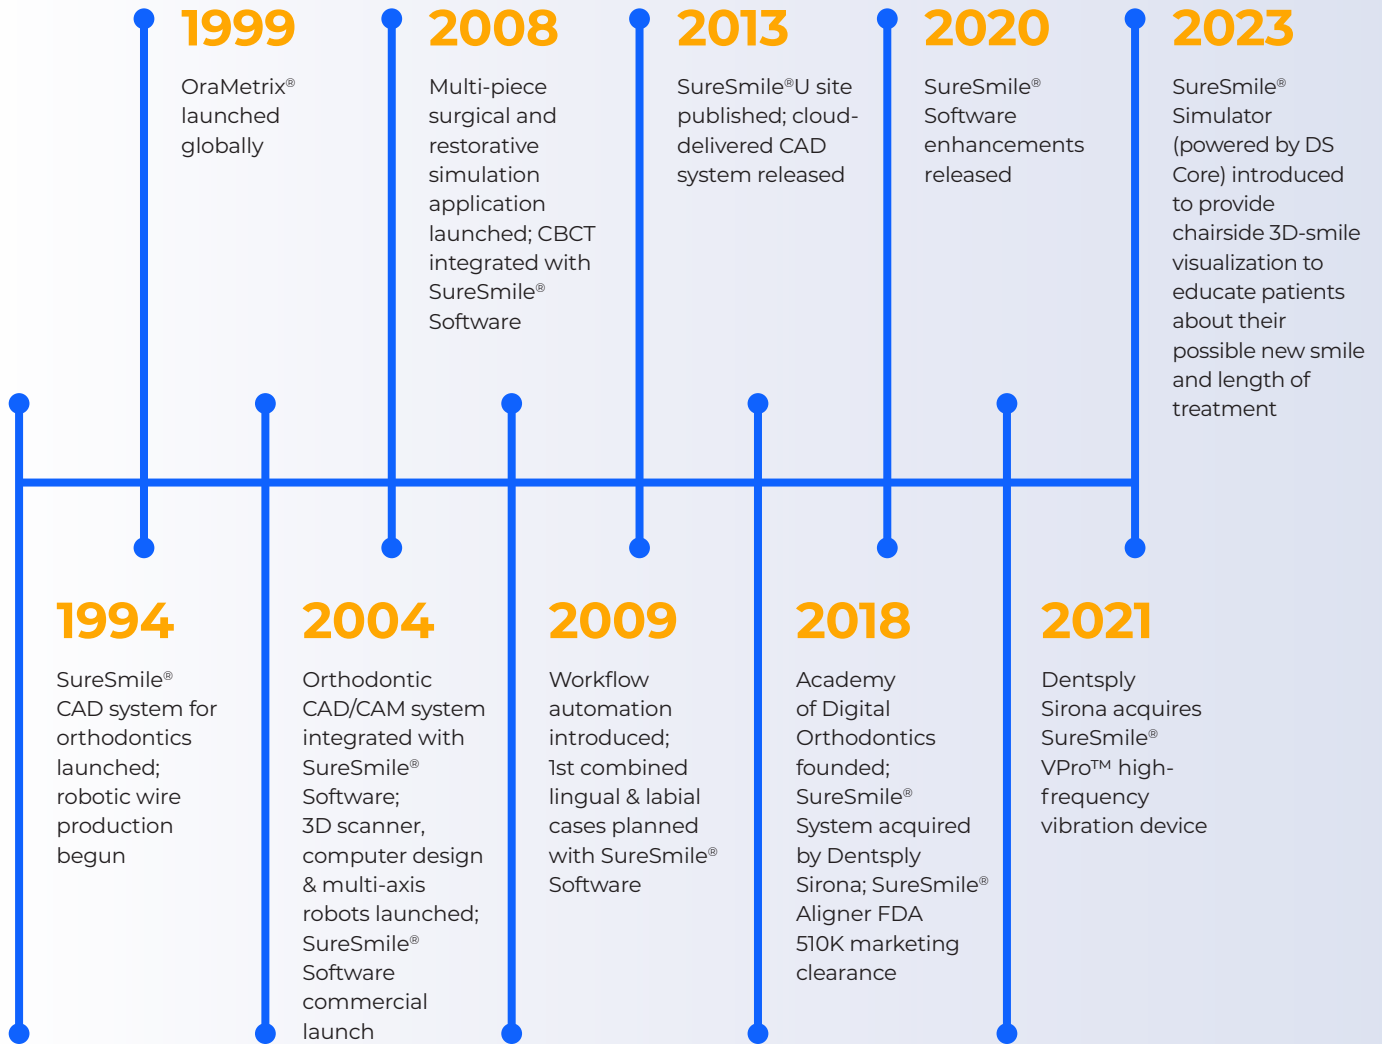 1999
OraMetrix®
launched
globally
2008
Multi-piece
surgical and
restorative
simulation
application
launched; CBCT
integrated with
SureSmile®
Software
2013
SureSmile®U site
published; cloud-
delivered CAD
system released
2020
SureSmile®
Software
enhancements
released
2023
SureSmile®
Simulator
(powered by DS
Core) introduced
to provide
chairside 3D-smile
visualization to
educate patients
about their
possible new smile
and length of
treatment
1994
SureSmile®
CAD system for
orthodontics
launched;
robotic wire
production
begun
2004
Orthodontic
CAD/CAM system
integrated with
SureSmile®
Software;
3D scanner,
computer design
& multi-axis
robots launched;
SureSmile®
Software
commercial
launch
2009
Workflow
automation
introduced;
1st combined
lingual & labial
cases planned
with SureSmile®
Software
2018
Academy
of Digital
Orthodontics
founded;
SureSmile®
System acquired
by Dentsply
Sirona; SureSmile®
Aligner FDA
510K marketing
clearance
2021
Dentsply
Sirona acquires
SureSmile®
VPro™ high-
frequency
vibration device